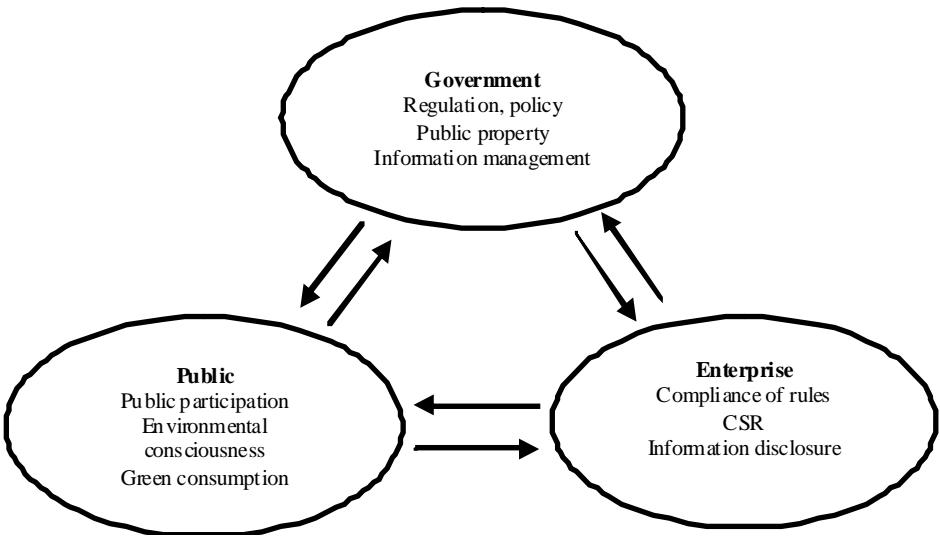 Government
Regulation, policy
Public property
Information management
Public
Public participation
Environmental
consciousness
Green consumption
Enterprise
Compliance of rules
CSR
Information disclosure